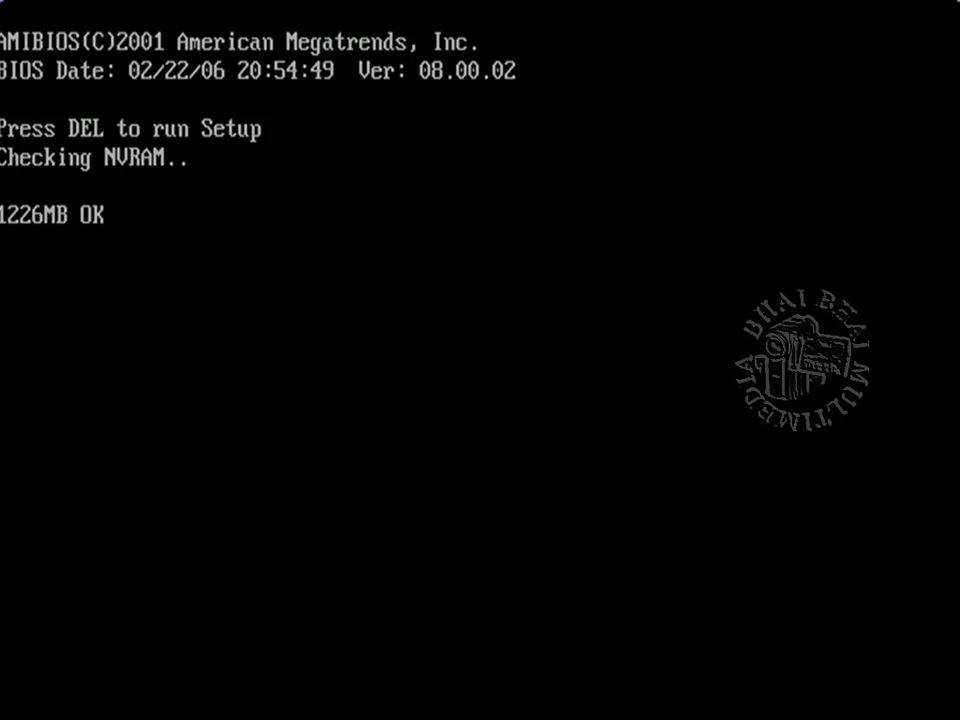 AMIBIOS(C)2001 American Megatrends, Inc.
BIOS Date: 02/22/06 20:54:49 Ver: 08.00.02
Press DEL to run Setup
Checking NVRAM..
1226MB OK
BHAI BHAI MULTIMEDIA